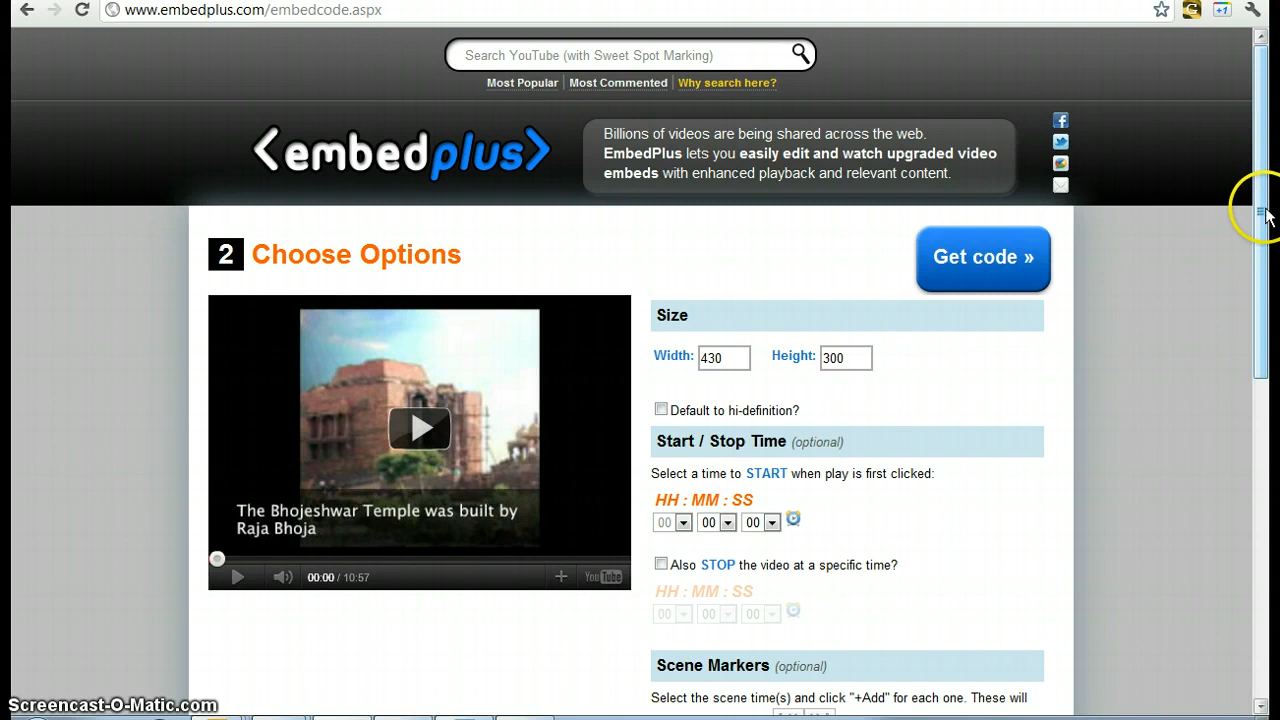 www.embedplus.com/embedcode.aspx
+1
Search YouTube (with Sweet Spot Marking)
Most Popular Most Commented Why search here?
<embedplus>
Billions of videos are being shared across the web.
EmbedPlus lets you easily edit and watch upgraded video
embeds with enhanced playback and relevant content.
2 Choose Options
Get code »
Size
Width: 430 Height: 300
Default to hi-definition?
Start / Stop Time (optional)
Select a time to START when play is first clicked:
HH : MM : SS
00 00 00
Also STOP the video at a specific time?
HH : MM : SS
00 00 00
The Bhojeshwar Temple was built by
Raja Bhoja
00:00 / 10:57
YouTube
Scene Markers (optional)
Select the scene time(s) and click "+Add" for each one. These will
Screencast-O-Matic.com